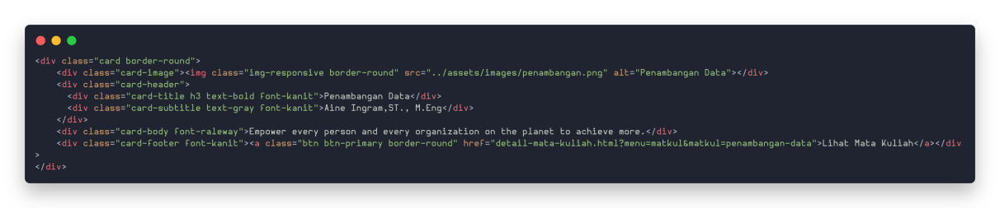 <div class="card border-round">
    <div class="card-image"><img class="img-responsive border-round" src="../assets/images/penambangan.png" alt="Penambangan Data"></div>
    <div class="card-header">
      <div class="card-title h3 text-bold font-kanit">Penambangan Data</div>
      <div class="card-subtitle text-gray font-kanit">Aine Ingram,ST., M.Eng</div>
    </div>
    <div class="card-body font-raleway">Empower every person and every organization on the planet to achieve more.</div>
    <div class="card-footer font-kanit"><a class="btn btn-primary border-round" href="detail-mata-kuliah.html?menu=matkul&matkul=penambangan-data">Lihat Mata Kuliah</a></div
>
</div>